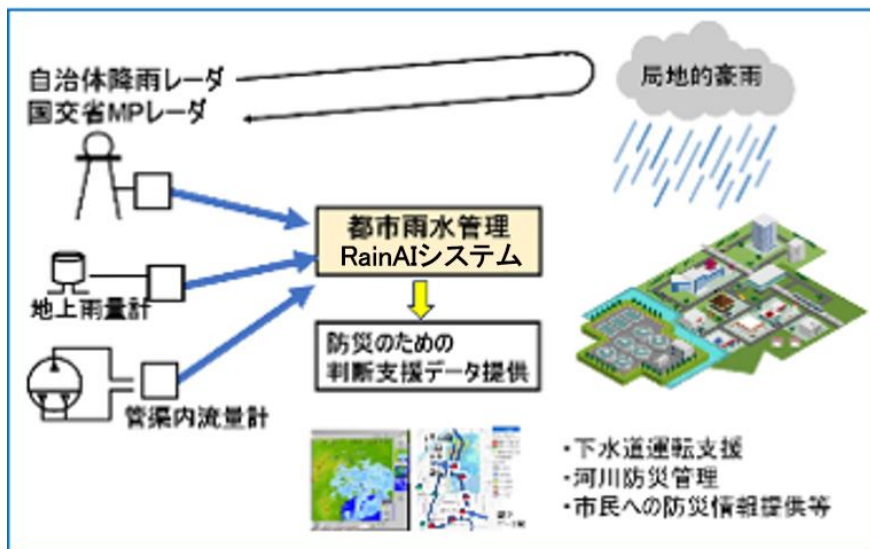 自治体降雨レーダ
国交省MPレーダ
局地的豪雨
都市雨水管理
RainAIシステム
地上雨量計
防災のための
判断支援データ提供
管渠内流量計
・下水道運転支援
・河川防災管理
・市民への防災情報提供等